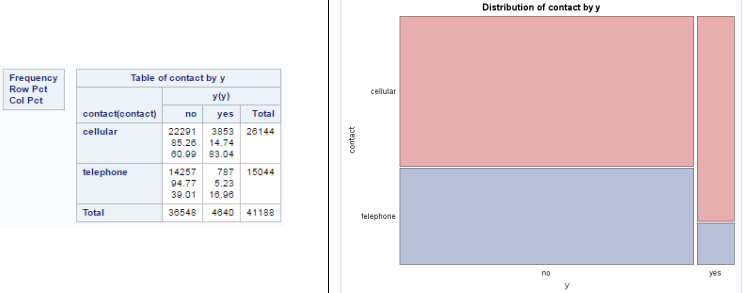 Frequency
Row Pct
Col Pct
Table of contact by y
y(y)
contact(contact) no yes Total
cellular 22291 3853 26144
85.26 14.74
60.99 83.04
telephone 14257 787 15044
94.77 5.23
39.01 16.96
Total 36548 4640 41188
Distribution of contact by y
cellular
contact
telephone
no yes
y